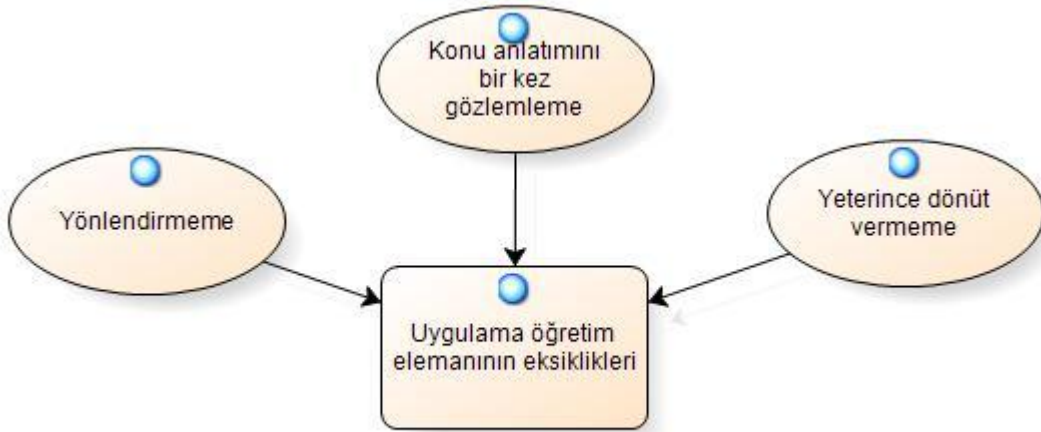 Konu anlatımını
bir kez
gözlemleme
Yönlendirmeme
Yeterince dönüt
vermeme
Uygulama öğretim
elemanının eksiklikleri